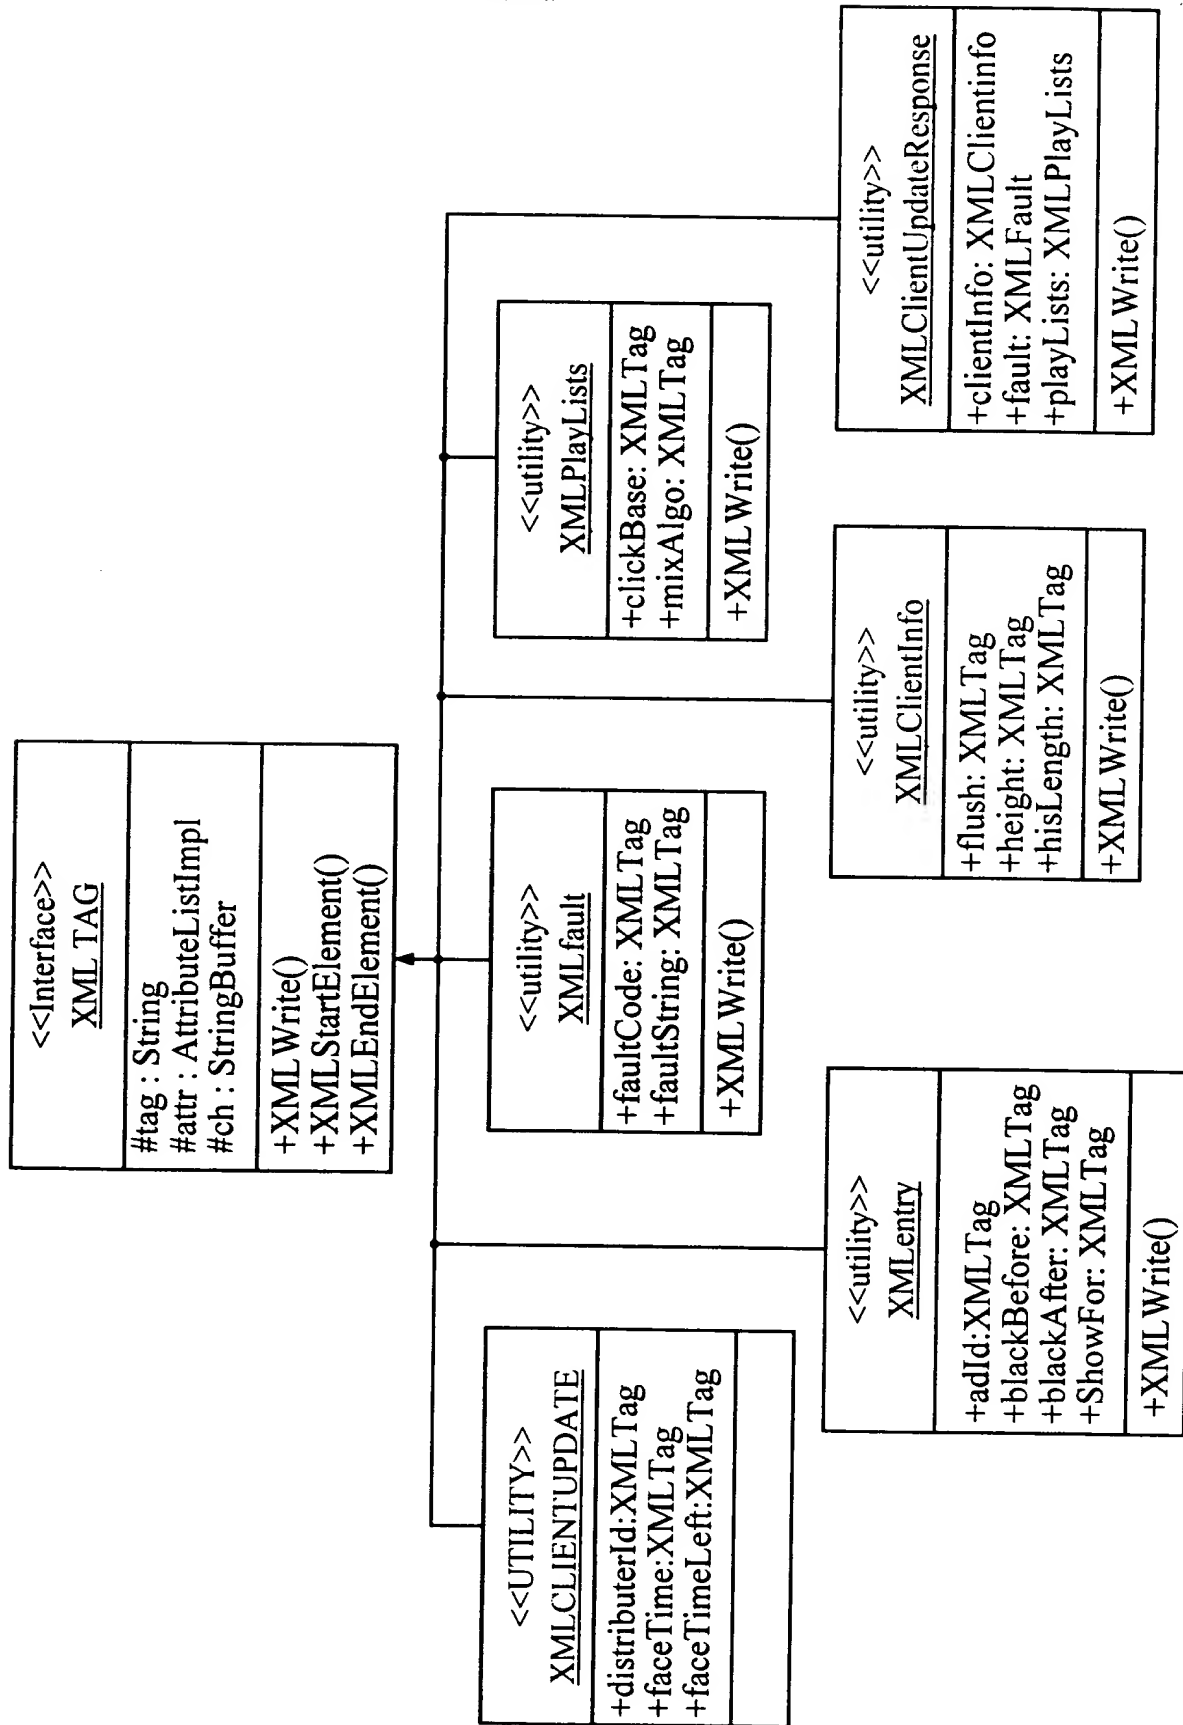 <<Interface>>
XML TAG
#tag : String
#attr : AttributeListImpl
#ch : StringBuffer
+XMLWrite()
+XMLStartElement()
+XMLEndElement()
<<UTILITY>>
XMLCLIENTUPDATE
+distributerId:XMLTag
+faceTime:XMLTag
+faceTimeLeft:XMLTag
<<utility>>
XMLfault
+faultCode: XMLTag
+faultString: XMLTag
+XMLWrite()
<<utility>>
XMLPlayLists
+clickBase: XMLTag
+mixAlgo: XMLTag
+XMLWrite()
<<utility>>
XMLentry
+adId:XMLTag
+blackBefore: XMLTag
+blackAfter: XMLTag
+ShowFor: XMLTag
+XMLWrite()
<<utility>>
XMLClientInfo
+flush: XMLTag
+height: XMLTag
+hisLength: XMLTag
+XMLWrite()
<<utility>>
XMLClientUpdateResponse
+clientInfo: XMLClientinfo
+fault: XMLFault
+playLists: XMLPlayLists
+XMLWrite()